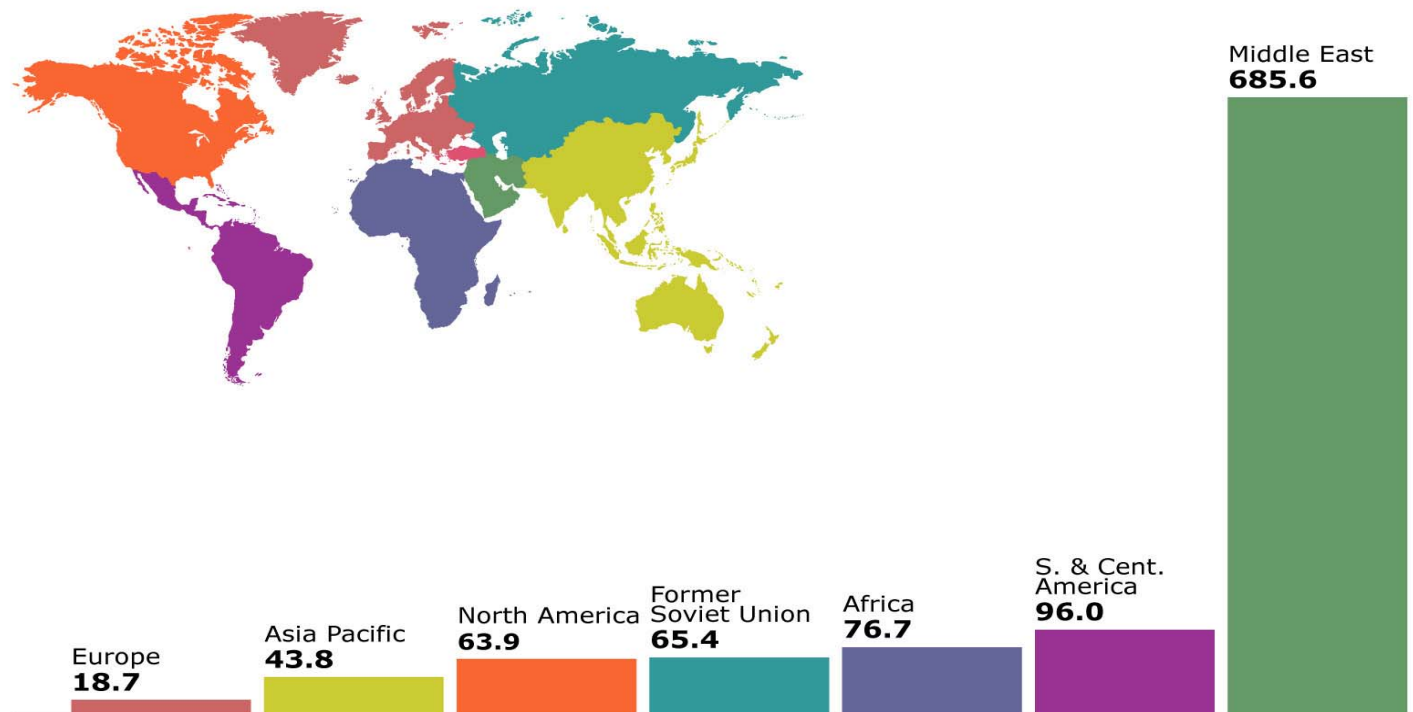 Middle East
685.6
S. & Cent.
America
96.0
Former
Soviet Union
65.4
Africa
76.7
North America
63.9
Asia Pacific
43.8
Europe
18.7